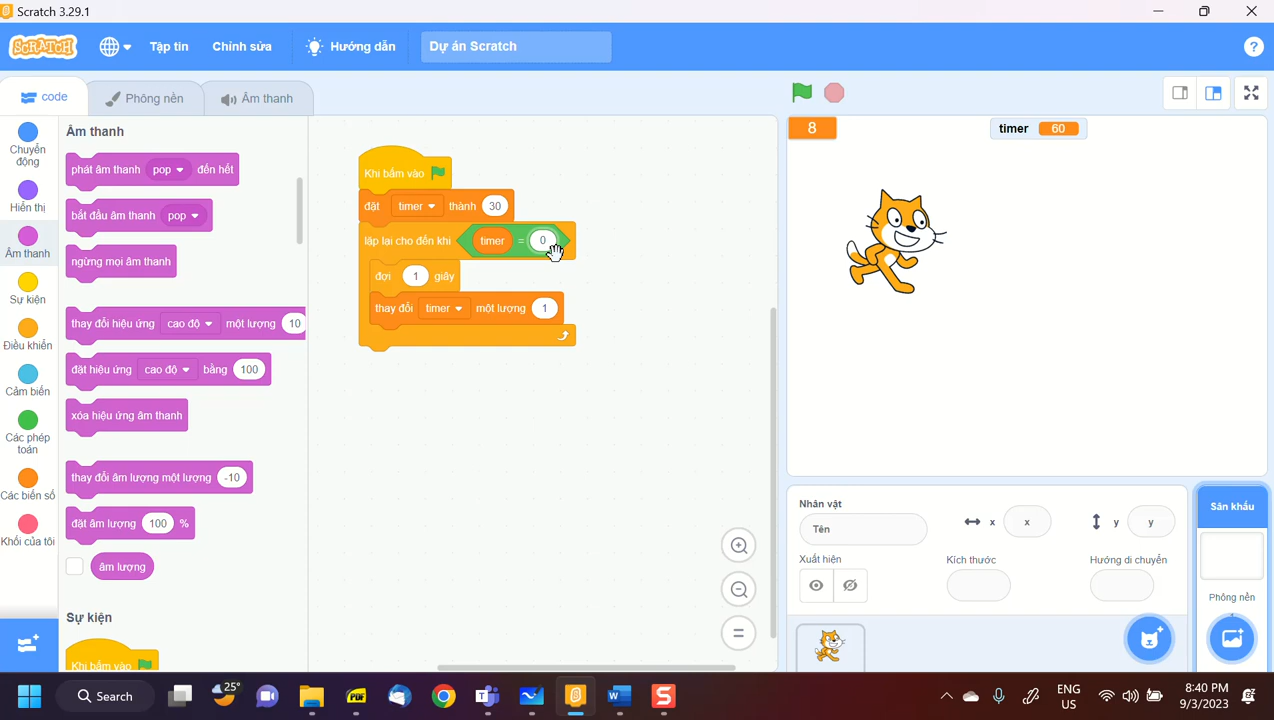 Scratch 3.29.1
SCRATCH
Tập tin
Chỉnh sửa
Hướng dẫn
Dự án Scratch
?
code
Phông nền
Âm thanh
Chuyển động
Hiển thị
Âm thanh
Sự kiện
Điều khiển
Cảm biến
Các phép toán
Các biến số
Khối của tôi
Âm thanh
phát âm thanh pop đến hết
bắt đầu âm thanh pop
ngừng mọi âm thanh
thay đổi hiệu ứng cao độ một lượng 10
đặt hiệu ứng cao độ bằng 100
xóa hiệu ứng âm thanh
thay đổi âm lượng một lượng -10
đặt âm lượng 100 %
âm lượng
Sự kiện
Khi bấm vào
Khi bấm vào
đặt timer thành 30
lặp lại cho đến khi timer = 0
đợi 1 giây
thay đổi timer một lượng 1
8
timer 60
Nhân vật
Tên
x x
y y
Xuất hiện
Kích thước
Hướng di chuyển
Sân khấu
Phông nền
Search
25°
PDF
ENG
US
8:40 PM
9/3/2023